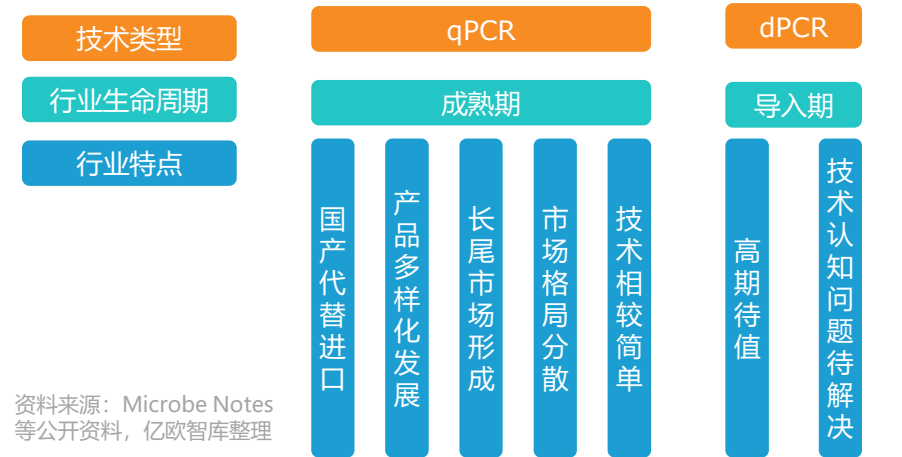 技术类型
qPCR
dPCR
行业生命周期
成熟期
导入期
行业特点
国产代替进口
产品多样化发展
长尾市场形成
市场格局分散
技术相较简单
高期待值
技术认知问题待解决
资料来源：Microbe Notes
等公开资料，亿欧智库整理